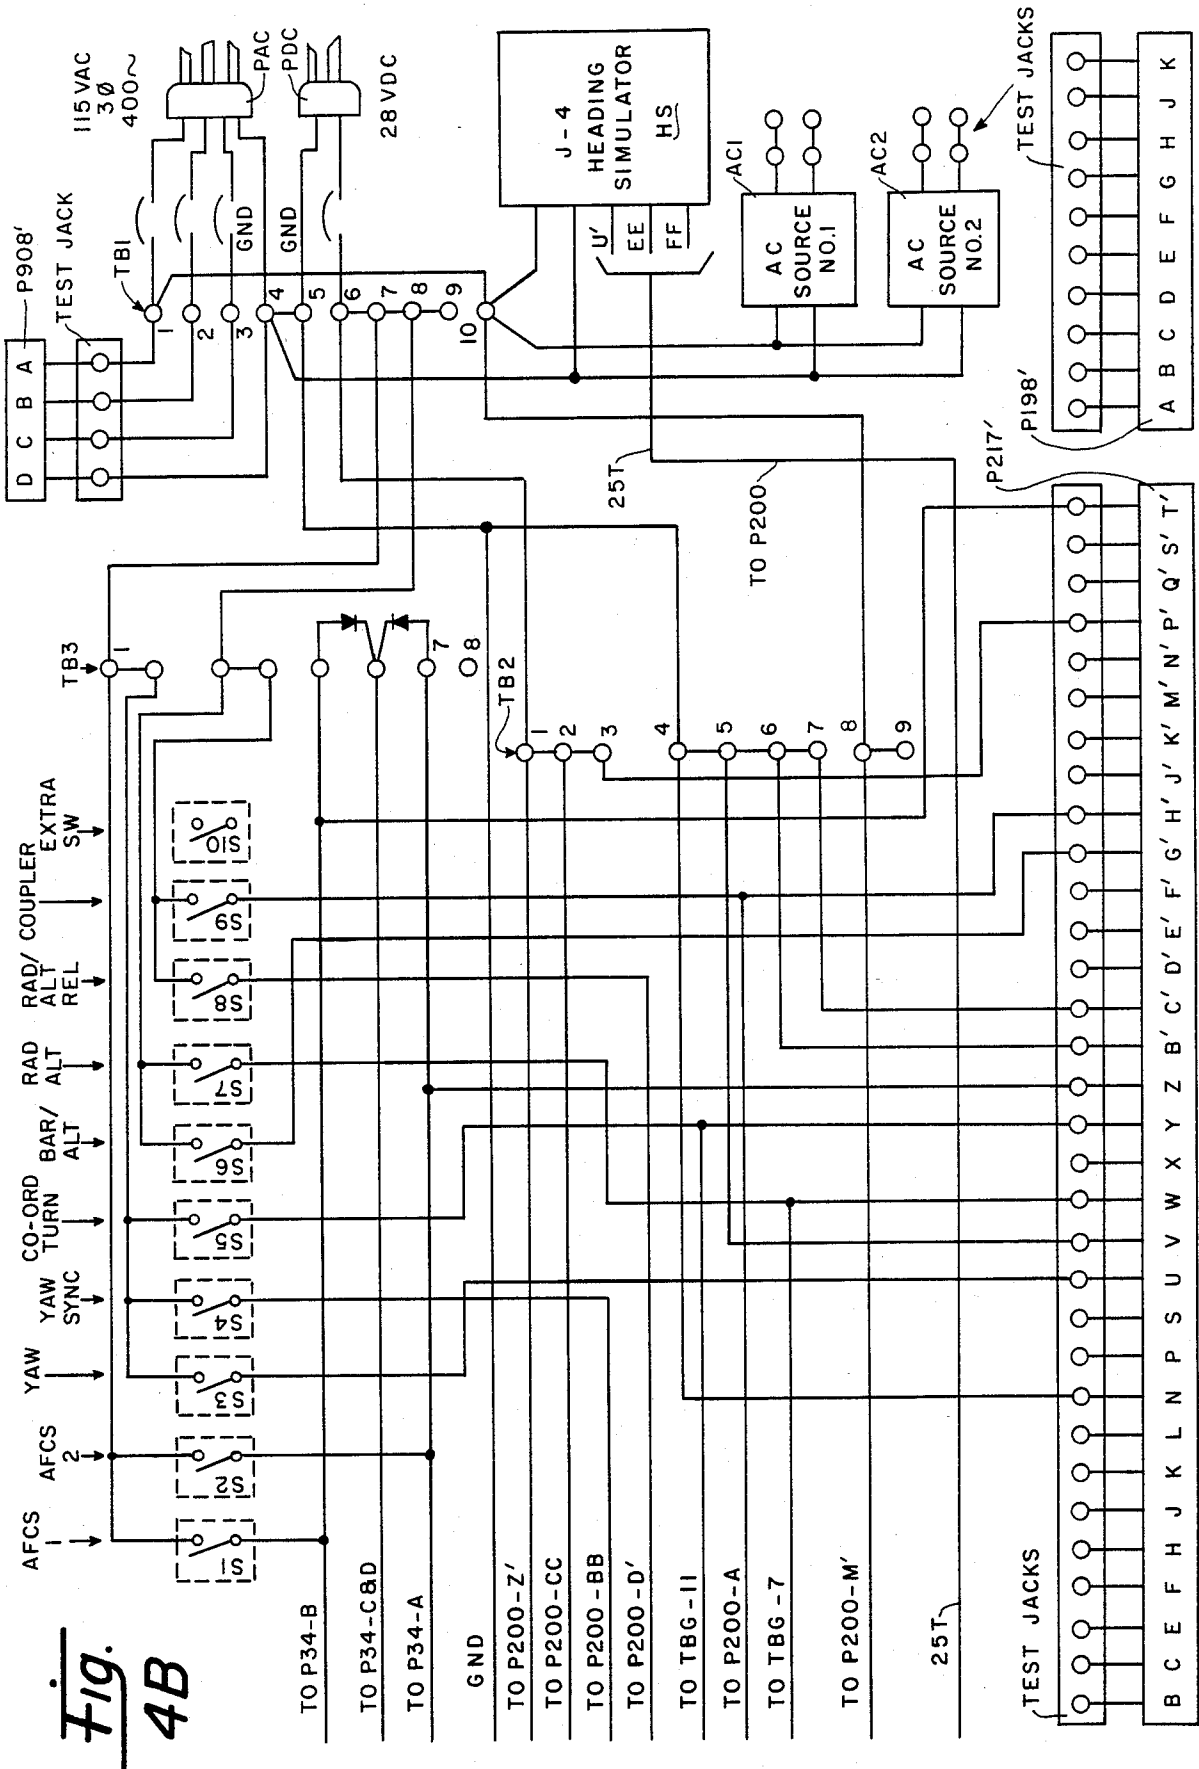 Fig.
4B
AFCS
1
AFCS
2
YAW
YAW
SYNC
CO-ORD
TURN
BAR/
ALT
RAD
ALT
RAD/
ALT
REL
COUPLER
EXTRA
SW
TB3
1
7
8
S1
S2
S3
S4
S5
S6
S7
S8
S9
S10
P908'
D C B A
TEST JACK
TB1
1
2
3
4
5
6
7
8
9
10
GND
GND
115VAC
3Ø
400~
PAC
PDC
28VDC
J-4
HEADING
SIMULATOR
HS
U'
EE
FF
AC1
AC
SOURCE
NO.1
AC2
AC
SOURCE
NO.2
TEST JACKS
25T
TO P200
TB2
1
2
3
4
5
6
7
8
9
TO P34-B
TO P34-C&D
TO P34-A
GND
TO P200-Z'
TO P200-CC
TO P200-BB
TO P200-D'
TO TBG-11
TO P200-A
TO TBG-7
TO P200-M'
25T
TEST JACKS
P217'
B C E F H J K L N P S U V W X Y Z B' C' D' E' F' G' H' J' K' M' N' P' Q' S' T'
P198'
TEST JACKS
A B C D E F G H J K